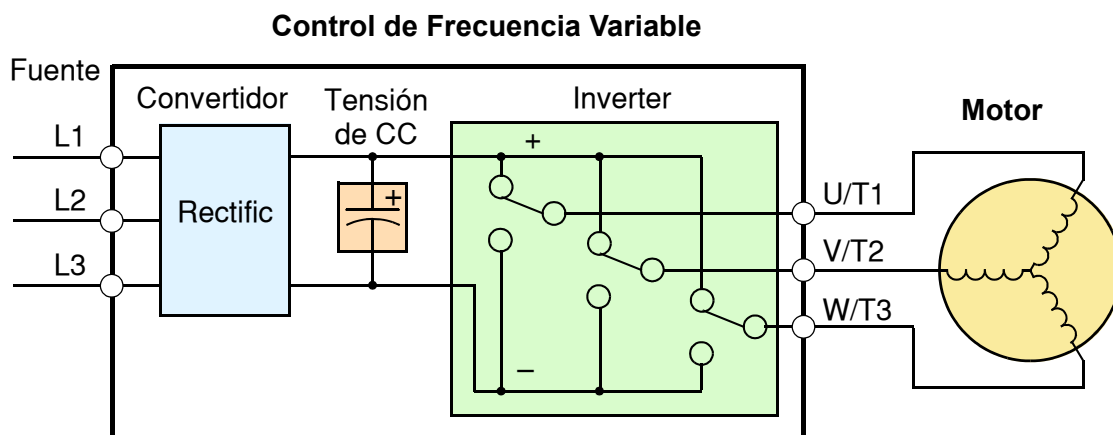 Control de Frecuencia Variable
Fuente
Convertidor
Tensión
de CC
Inverter
Motor
L1
L2
L3
Rectific
+
+
–
U/T1
V/T2
W/T3